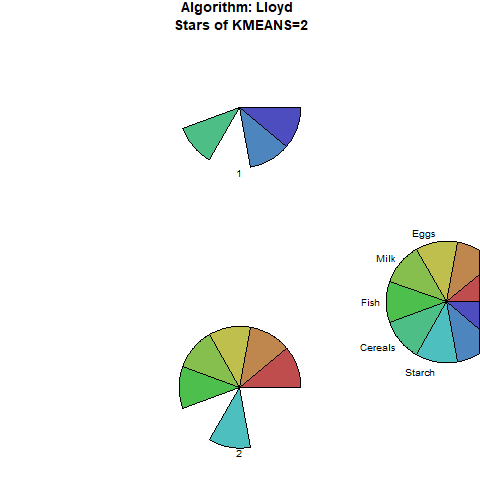 Algorithm: Lloyd
Stars of KMEANS=2
1
Eggs
Milk
Fish
Cereals
Starch
2